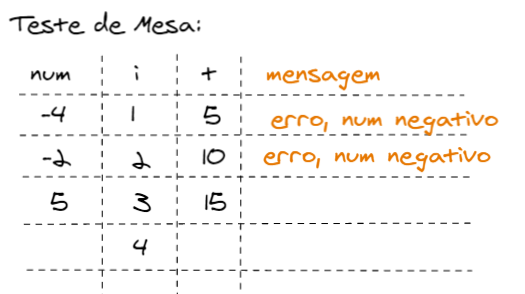 Teste de Mesa:
num i t mensagem
-4 1 5 erro, num negativo
-2 2 10 erro, num negativo
5 3 15
4